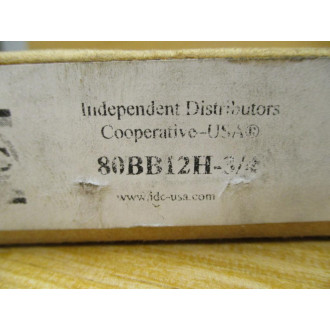 Independent Distributors
Cooperative-USA®
80BB12H-3/4
www.idc-usa.com